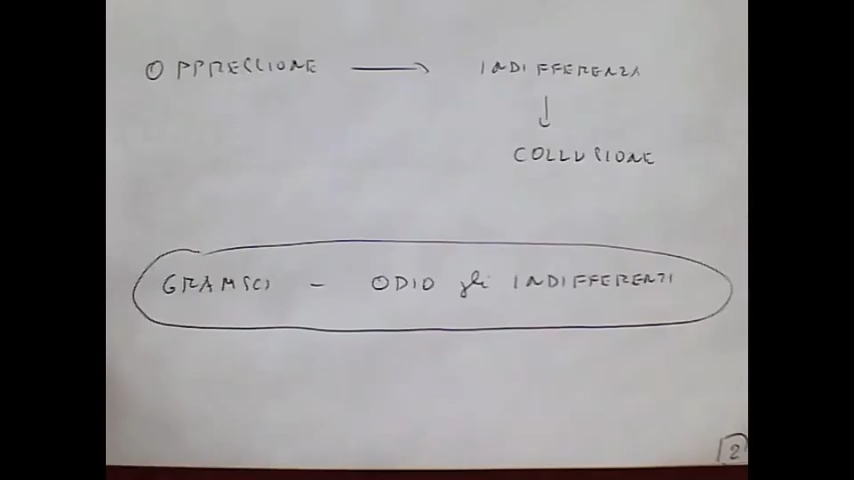 OPPRESSIONE → INDIFFERENZA
↓
COLLUSIONE
GRAMSCI - ODIO gli INDIFFERENTI
2